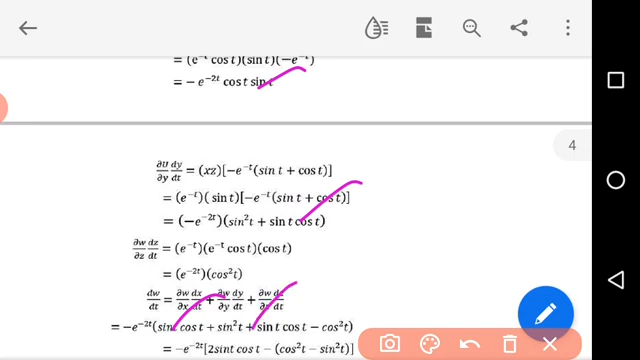 = (e⁻ᵗ cos t)(sin t)(−e⁻ᵗ)
= − e⁻²ᵗ cos t sin t
4
∂U/∂y dy/dt = (xz)[−e⁻ᵗ(sin t + cos t)]
= (e⁻ᵗ)( sin t)[−e⁻ᵗ(sin t + cos t)]
= (−e⁻²ᵗ)(sin²t + sin t cos t)
∂w/∂z dz/dt = (e⁻ᵗ)(e⁻ᵗ cos t)(cos t)
= (e⁻²ᵗ)(cos²t)
dw/dt = ∂w/∂x dx/dt + ∂w/∂y dy/dt + ∂w/∂z dz/dt
= −e⁻²ᵗ(sint cos t + sin²t + sin t cos t − cos²t)
= −e⁻²ᵗ[2sint cos t − (cos²t − sin²t)]